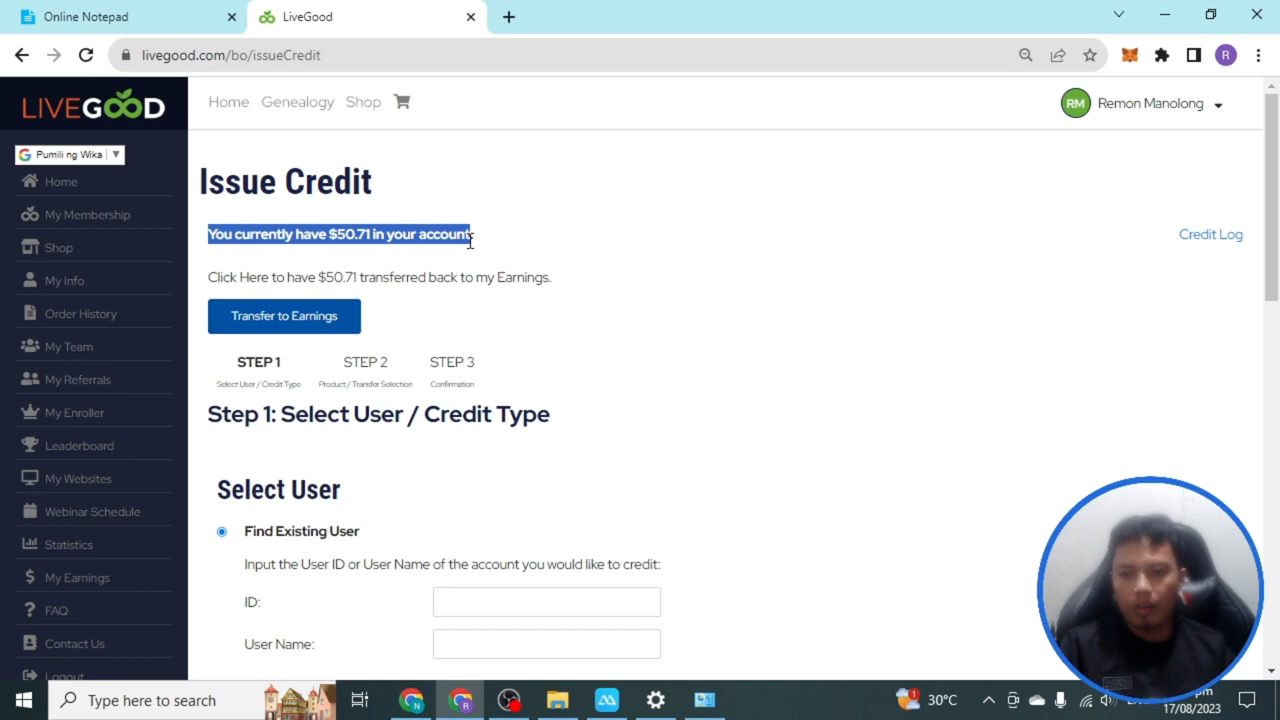 Online Notepad
LiveGood
livegood.com/bo/issueCredit
R
LIVEGOOD
Home Genealogy Shop
RM Remon Manolong
G Pumili ng Wika
Home
My Membership
Shop
My Info
Order History
My Team
My Referrals
My Enroller
Leaderboard
My Websites
Webinar Schedule
Statistics
My Earnings
FAQ
Contact Us
Logout
Issue Credit
You currently have $50.71 in your account
Credit Log
Click Here to have $50.71 transferred back to my Earnings.
Transfer to Earnings
STEP 1 STEP 2 STEP 3
Select User / Credit Type Product / Transfer Selection Confirmation
Step 1: Select User / Credit Type
Select User
Find Existing User
Input the User ID or User Name of the account you would like to credit:
ID:
User Name:
Type here to search
N
R
1
30°C
pm
17/08/2023